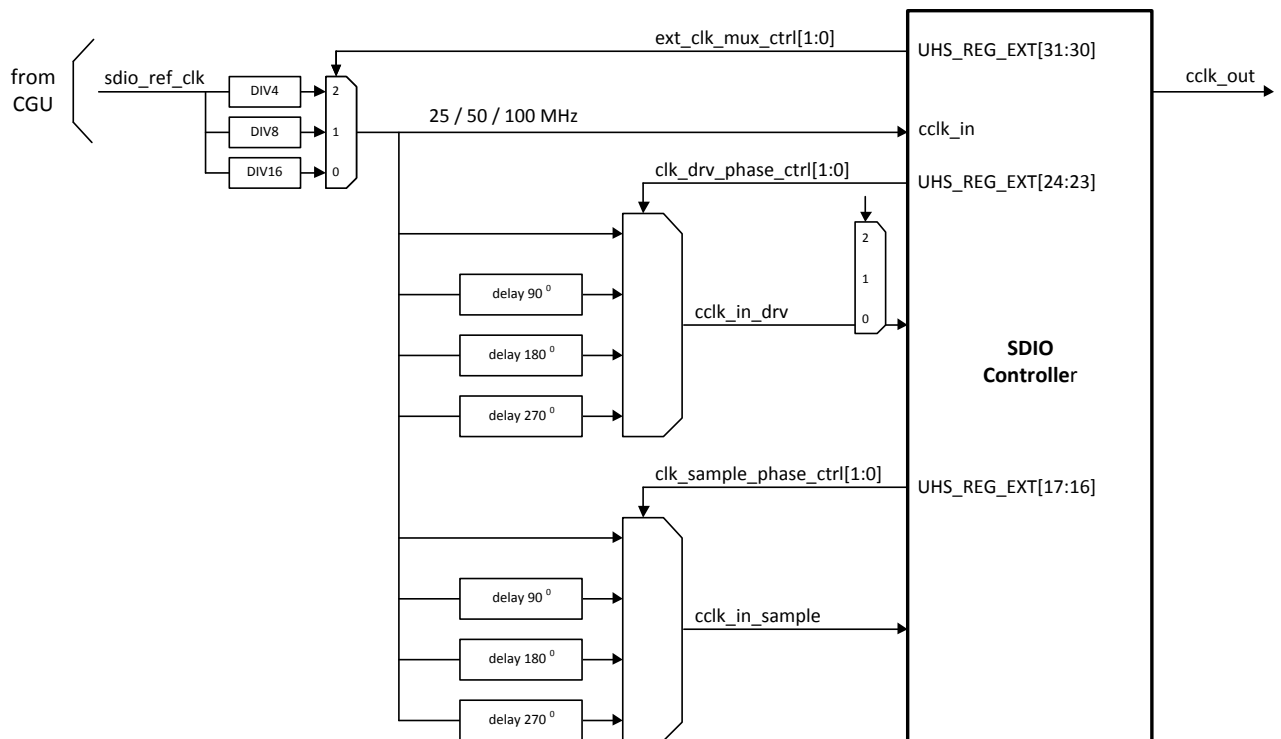 ext_clk_mux_ctrl[1:0]
UHS_REG_EXT[31:30]
from
CGU
sdio_ref_clk
cclk_out
DIV4
2
DIV8
1
DIV16
0
25 / 50 / 100 MHz
cclk_in
clk_drv_phase_ctrl[1:0]
UHS_REG_EXT[24:23]
2
1
0
delay 90 0
cclk_in_drv
delay 180 0
delay 270 0
SDIO
Controller
clk_sample_phase_ctrl[1:0]
UHS_REG_EXT[17:16]
delay 90 0
cclk_in_sample
delay 180 0
delay 270 0